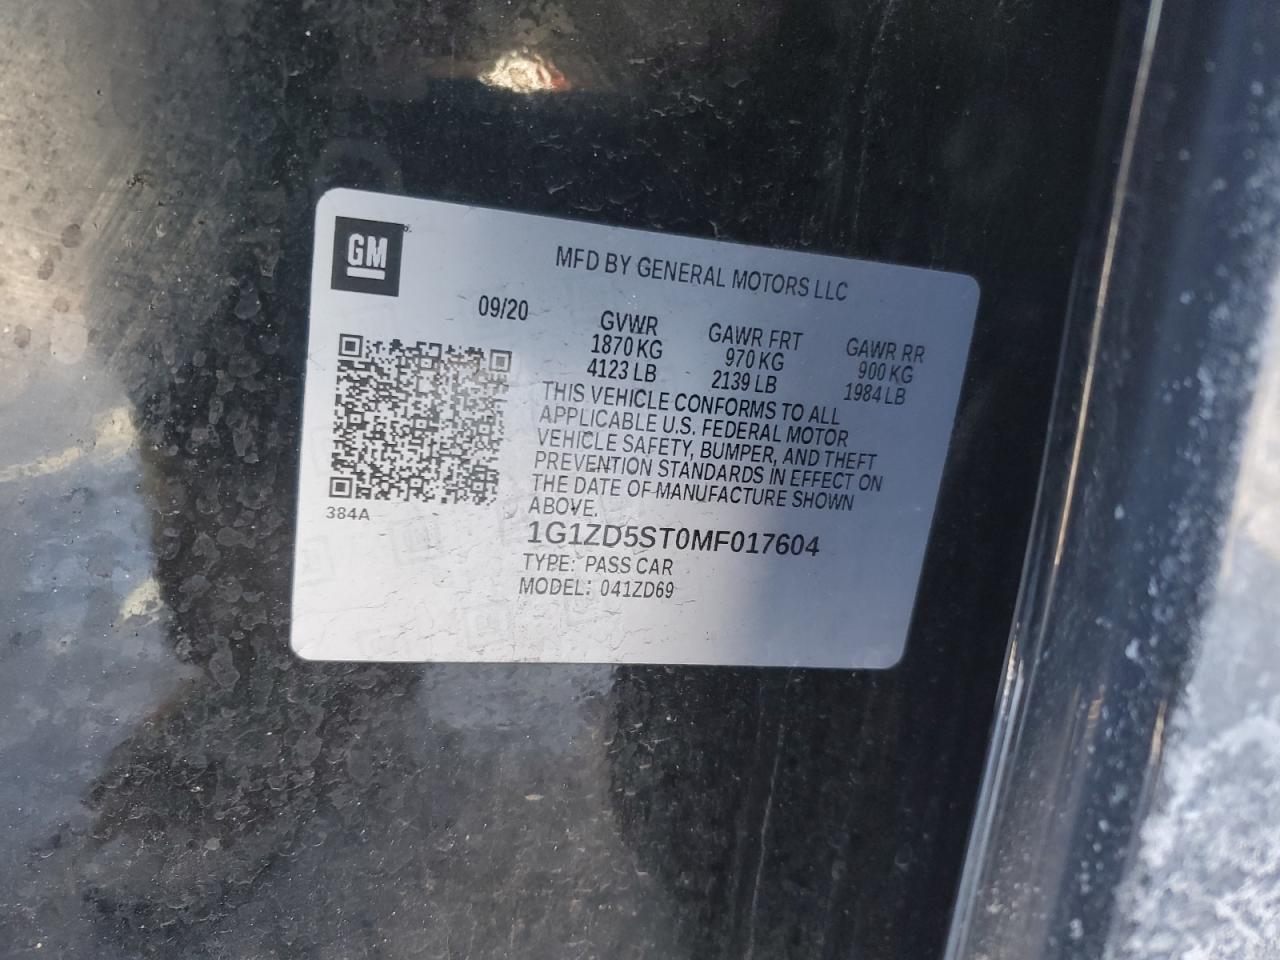 GM
MFD BY GENERAL MOTORS LLC
09/20
GVWR GAWR FRT GAWR RR
1870 KG 970 KG 900 KG
4123 LB 2139 LB 1984 LB
THIS VEHICLE CONFORMS TO ALL
APPLICABLE U.S. FEDERAL MOTOR
VEHICLE SAFETY, BUMPER, AND THEFT
PREVENTION STANDARDS IN EFFECT ON
THE DATE OF MANUFACTURE SHOWN
ABOVE.
384A
1G1ZD5ST0MF017604
TYPE: PASS CAR
MODEL: 041ZD69